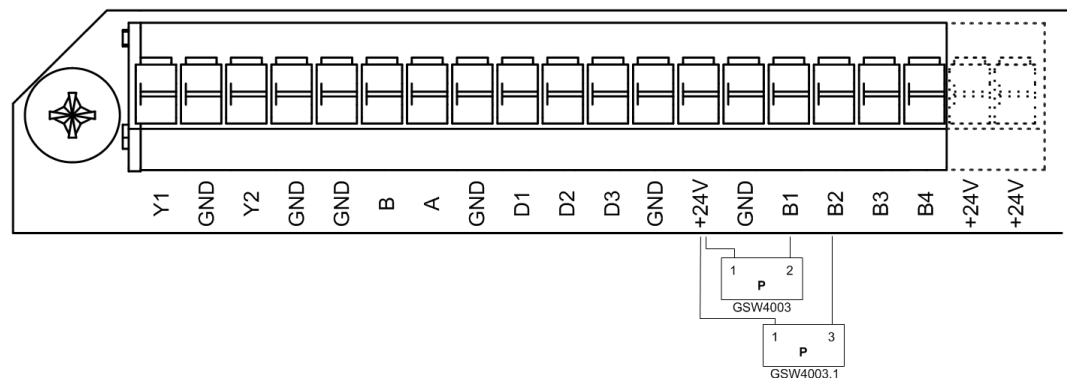 Y1 GND Y2 GND GND B A GND D1 D2 D3 GND +24V GND B1 B2 B3 B4 +24V +24V
1 2
P
GSW4003
1 3
P
GSW4003.1